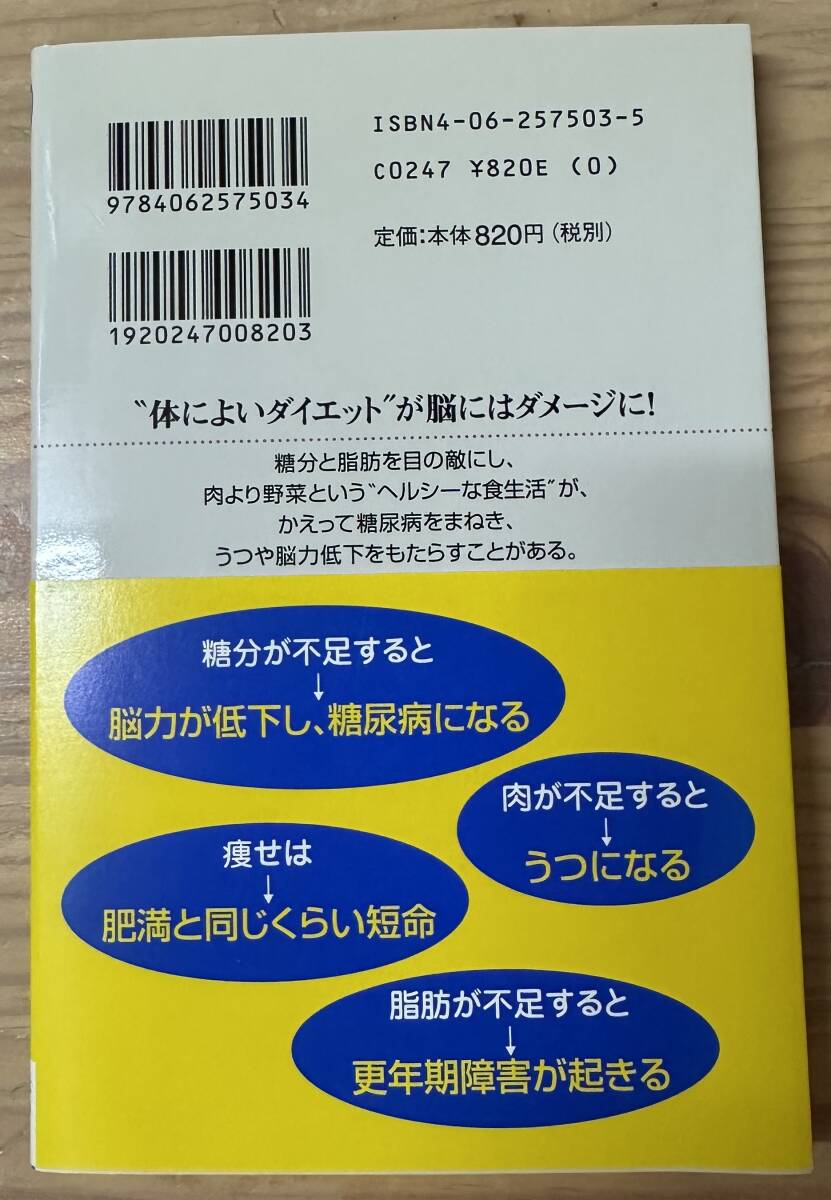 ISBN4-06-257503-5
C0247 ¥820E (0)
9784062575034
定価：本体820円（税別）
1920247008203
〝体によいダイエット〟が脳にはダメージに！
糖分と脂肪を目の敵にし、
肉より野菜という〝ヘルシーな食生活〟が、
かえって糖尿病をまねき、
うつや脳力低下をもたらすことがある。
糖分が不足すると
↓
脳力が低下し、糖尿病になる
肉が不足すると
↓
うつになる
痩せは
↓
肥満と同じくらい短命
脂肪が不足すると
↓
更年期障害が起きる